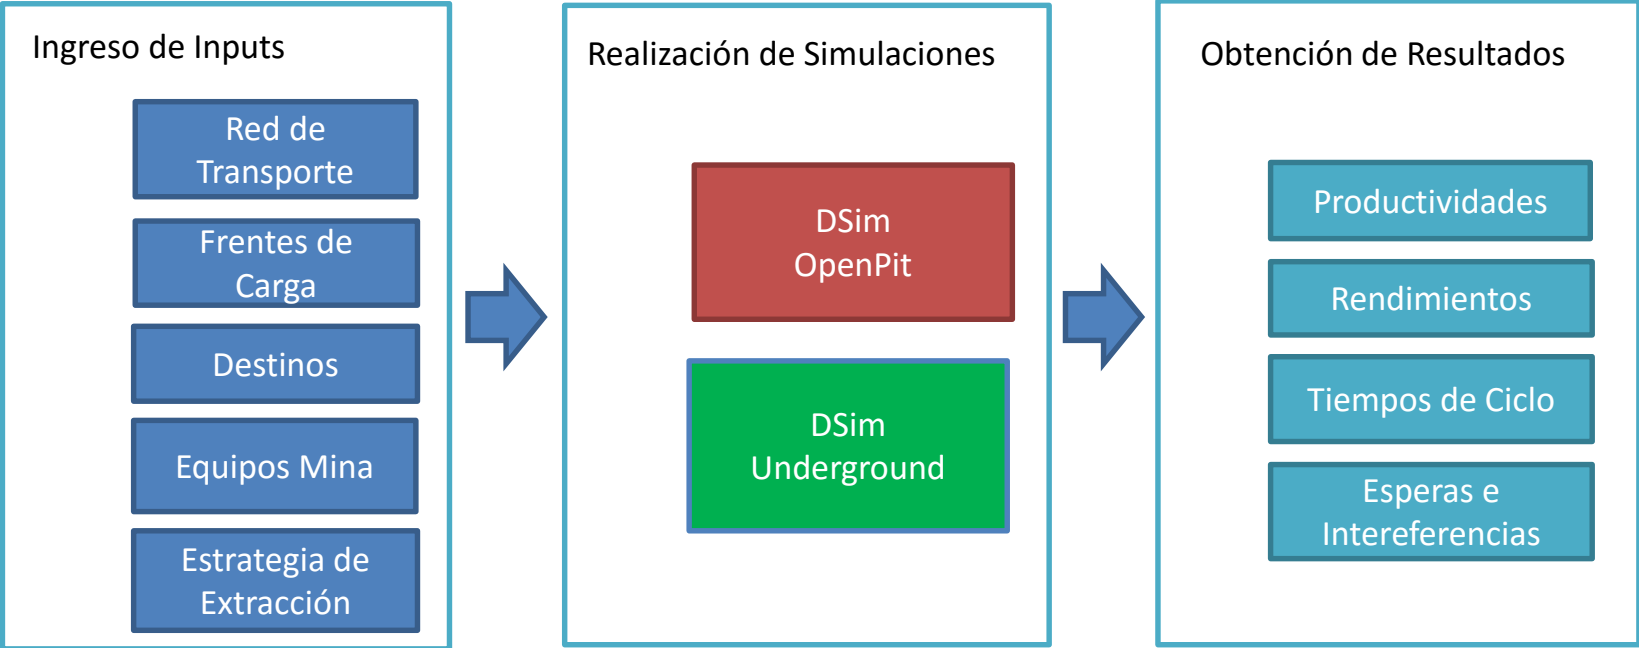 Ingreso de Inputs
Red de
Transporte
Frentes de
Carga
Destinos
Equipos Mina
Estrategia de
Extracción
Realización de Simulaciones
DSim
OpenPit
DSim
Underground
Obtención de Resultados
Productividades
Rendimientos
Tiempos de Ciclo
Esperas e
Intereferencias